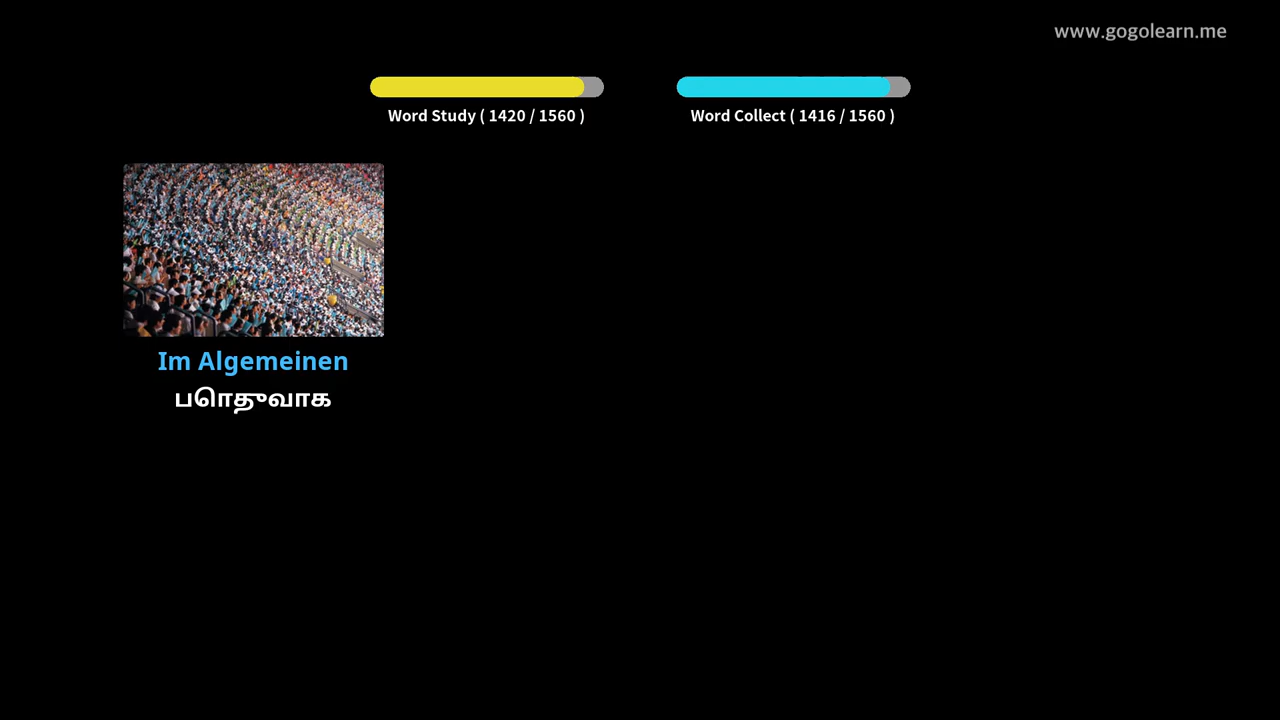 www.gogolearn.me
Word Study ( 1420 / 1560 )
Word Collect ( 1416 / 1560 )
Im Algemeinen
பொதுவாக